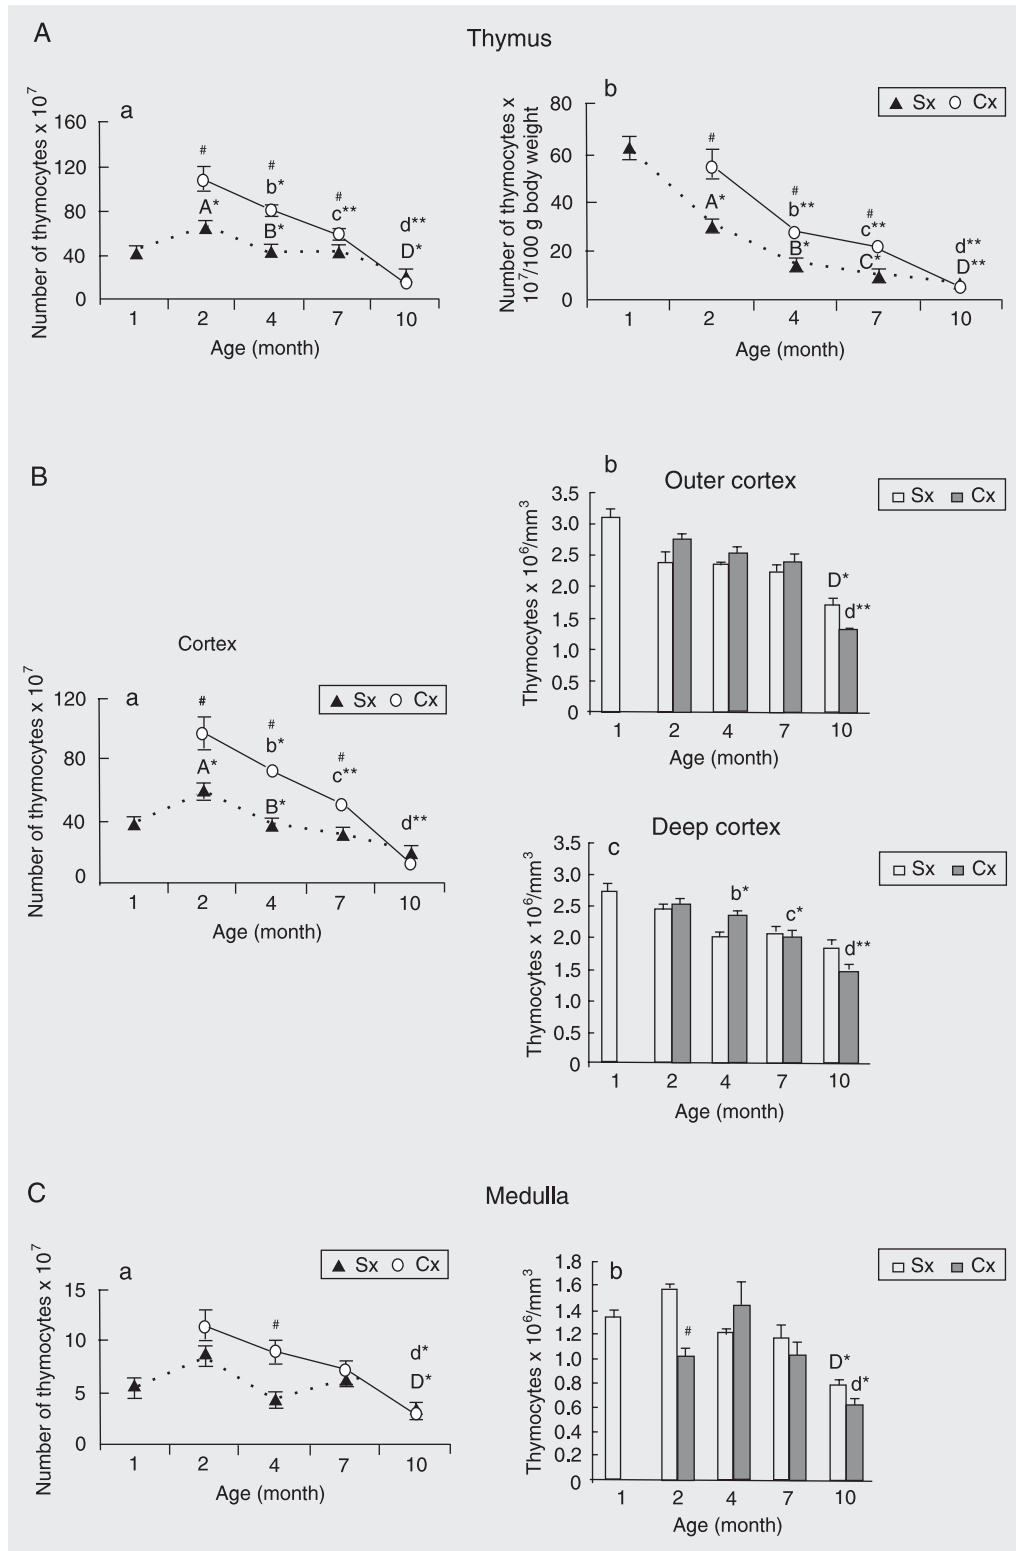 A
Thymus
a
Number of thymocytes x 10^7
160
120
80
40
0
#
A*
#
b*
B*
#
c**
d**
D*
1 2 4 7 10
Age (month)
b
▲ Sx ○ Cx
Number of thymocytes x
10^7/100 g body weight
80
60
40
20
0
#
A*
#
b**
B*
#
c**
C*
d**
D**
1 2 4 7 10
Age (month)
B
Cortex
a
▲ Sx ○ Cx
Number of thymocytes x 10^7
120
80
40
0
#
A*
#
b*
B*
#
c**
d**
1 2 4 7 10
Age (month)
b
Outer cortex
Sx Cx
Thymocytes x 10^6/mm^3
3.5
3.0
2.5
2.0
1.5
1.0
0.5
0
D*
d**
1 2 4 7 10
Age (month)
Deep cortex
c
Sx Cx
Thymocytes x 10^6/mm^3
3.5
3.0
2.5
2.0
1.5
1.0
0.5
0
b*
c*
d**
1 2 4 7 10
Age (month)
C
Medulla
a
▲ Sx ○ Cx
Number of thymocytes x 10^7
15
10
5
0
#
d*
D*
1 2 4 7 10
Age (month)
b
Sx Cx
Thymocytes x 10^6/mm^3
1.8
1.6
1.4
1.2
1.0
0.8
0.6
0.4
0.2
0
#
D*
d*
1 2 4 7 10
Age (month)